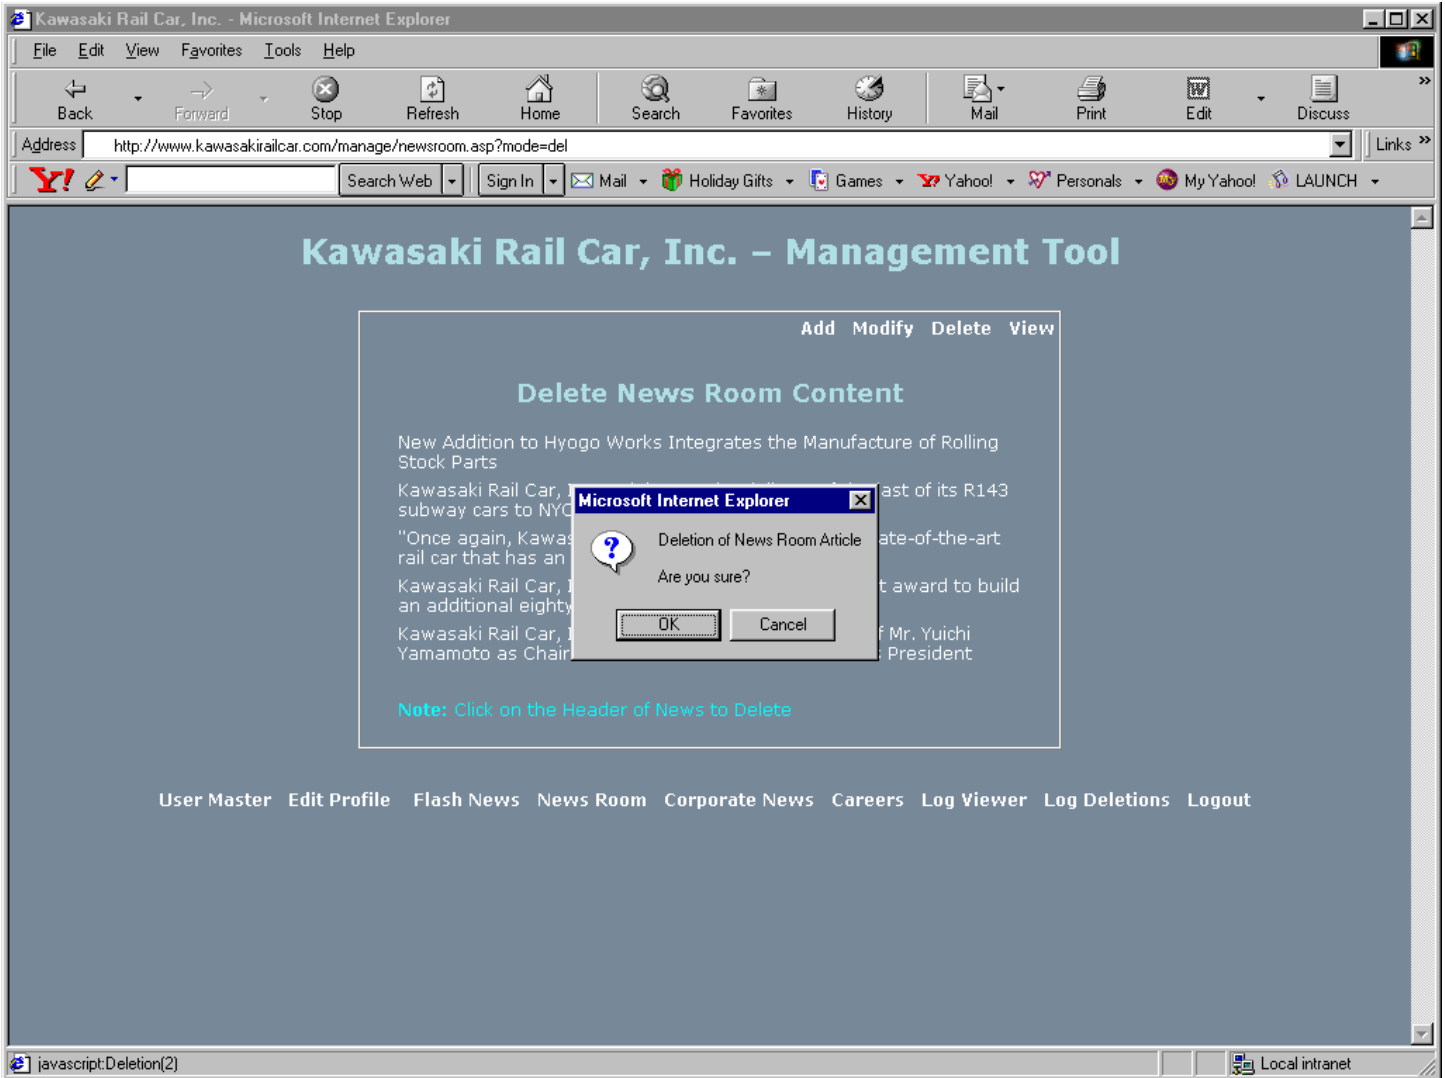 Kawasaki Rail Car, Inc. - Microsoft Internet Explorer
File Edit View Favorites Tools Help
Back Forward Stop Refresh Home Search Favorites History Mail Print Edit Discuss »
Address http://www.kawasakirailcar.com/manage/newsroom.asp?mode=del Links »
Y! Search Web Sign In Mail Holiday Gifts Games Yahoo! Personals My Yahoo! LAUNCH
Kawasaki Rail Car, Inc. – Management Tool
Add Modify Delete View
Delete News Room Content
New Addition to Hyogo Works Integrates the Manufacture of Rolling
Stock Parts
Kawasaki Rail Car, last of its R143
subway cars to NYC
"Once again, Kawas ate-of-the-art
rail car that has an
Kawasaki Rail Car, t award to build
an additional eighty
Kawasaki Rail Car, f Mr. Yuichi
Yamamoto as Chair President
Microsoft Internet Explorer
Deletion of News Room Article
Are you sure?
OK Cancel
Note: Click on the Header of News to Delete
User Master Edit Profile Flash News News Room Corporate News Careers Log Viewer Log Deletions Logout
javascript:Deletion(2) Local intranet